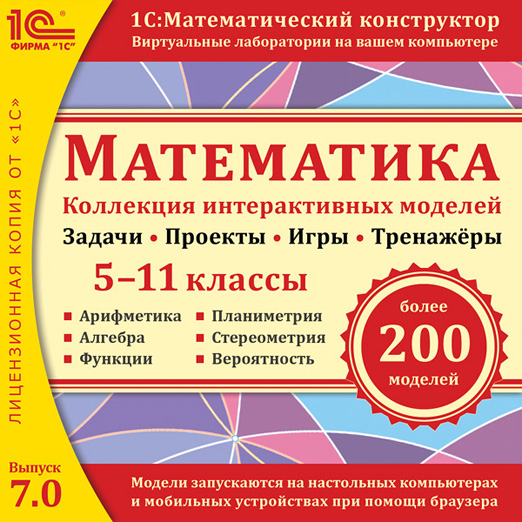 1С®
ФИРМА "1С"
1С:Математический конструктор
Виртуальные лаборатории на вашем компьютере
ЛИЦЕНЗИОННАЯ КОПИЯ ОТ «1С»
МАТЕМАТИКА
Коллекция интерактивных моделей
Задачи • Проекты • Игры • Тренажёры
5–11 классы
▪ Арифметика
▪ Алгебра
▪ Функции
▪ Планиметрия
▪ Стереометрия
▪ Вероятность
более
200
моделей
Выпуск
7.0
Модели запускаются на настольных компьютерах
и мобильных устройствах при помощи браузера